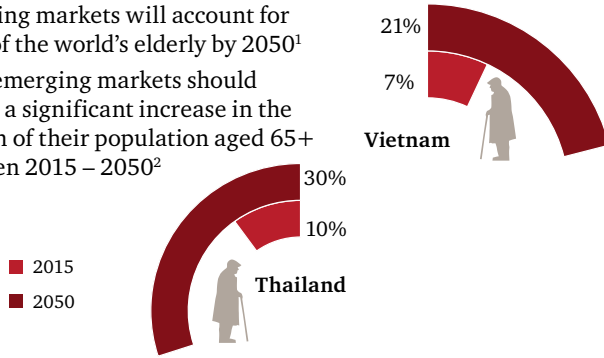 ing markets will account for
of the world's elderly by 2050¹
emerging markets should
a significant increase in the
n of their population aged 65+
en 2015 – 2050²
21%
7%
Vietnam
30%
10%
Thailand
2015
2050